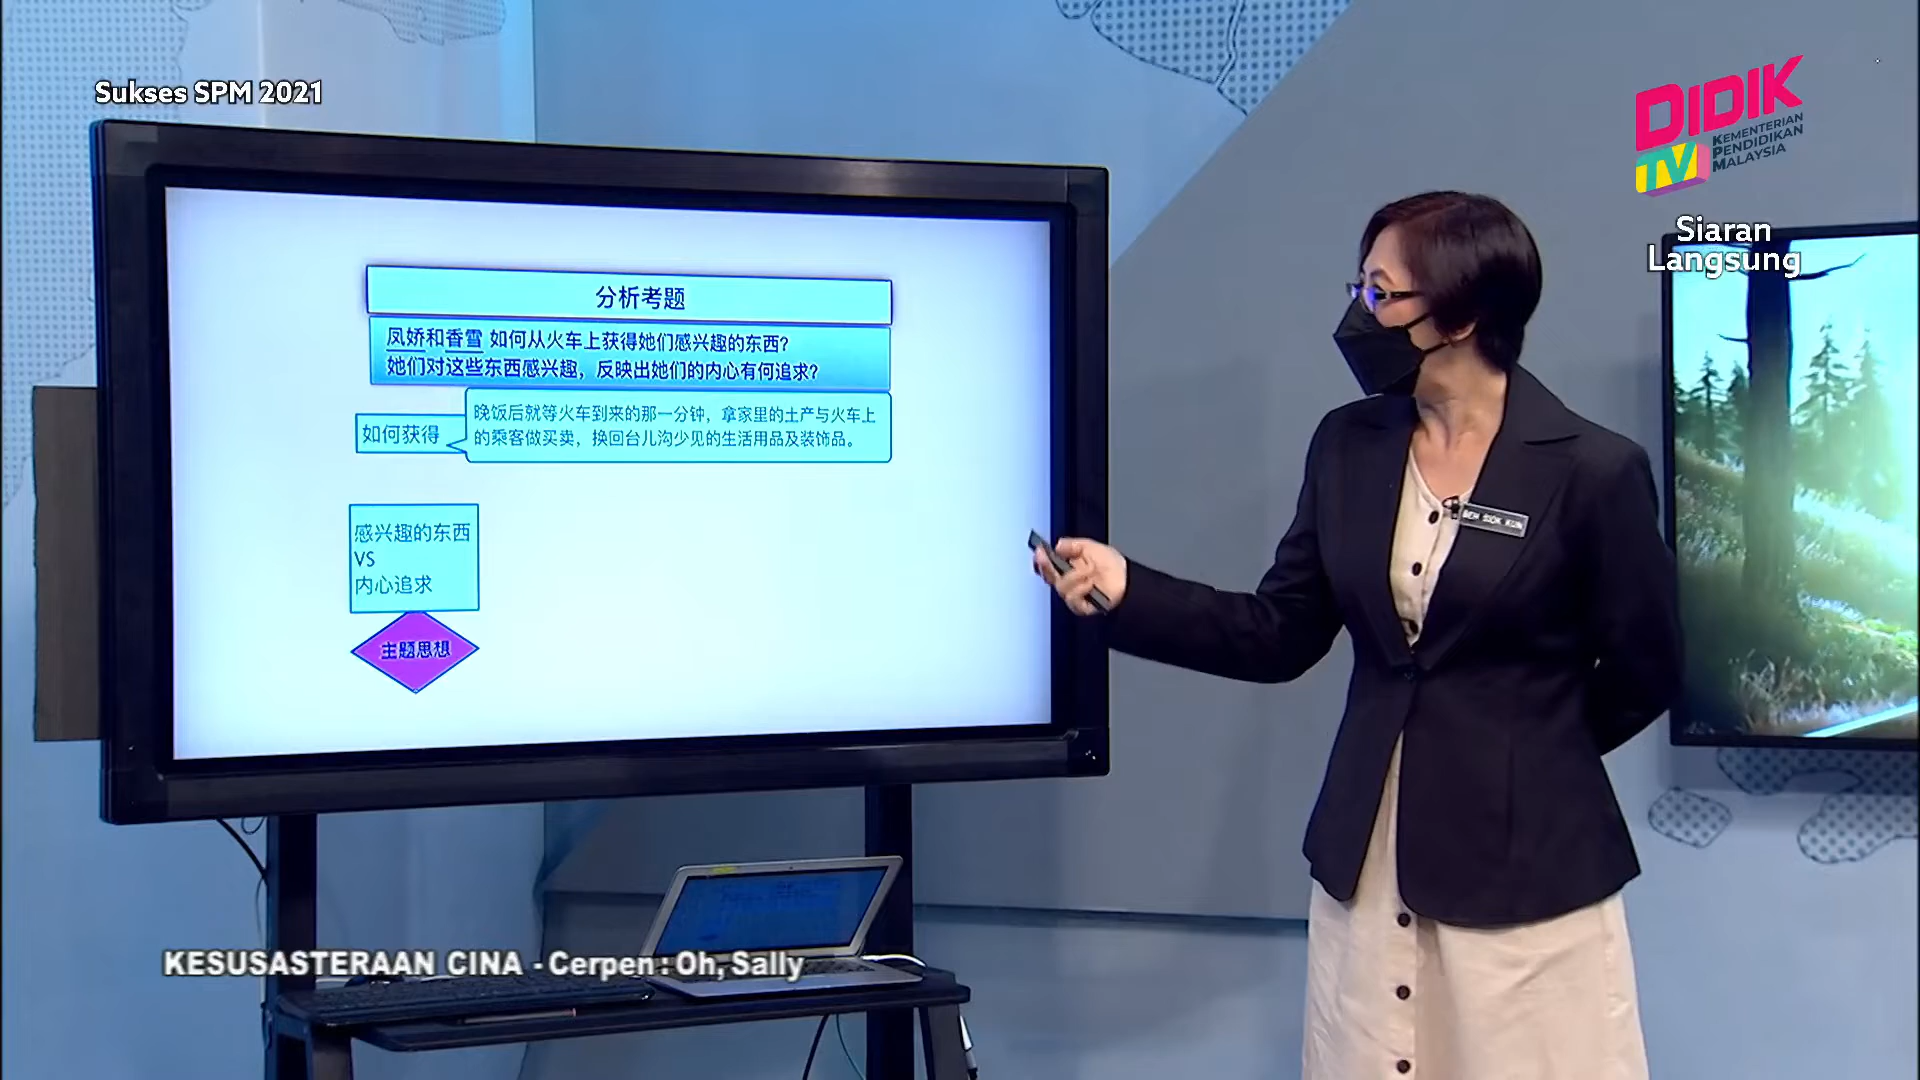 Sukses SPM 2021
DIDIK
TV
KEMENTERIAN
PENDIDIKAN
MALAYSIA
Siaran
Langsung
分析考题
凤娇和香雪 如何从火车上获得她们感兴趣的东西?
她们对这些东西感兴趣，反映出她们的内心有何追求?
如何获得
晚饭后就等火车到来的那一分钟，拿家里的土产与火车上
的乘客做买卖，换回台儿沟少见的生活用品及装饰品。
感兴趣的东西
VS
内心追求
主题思想
BEH SIOK KUN
KESUSASTERAAN CINA - Cerpen : Oh, Sally